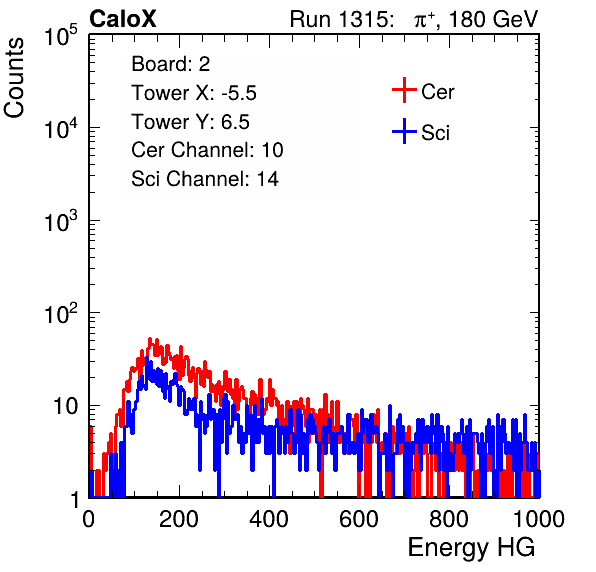 CaloX Run 1315: π⁺, 180 GeV
Counts
10⁵
10⁴
10³
10²
10
1
Board: 2
Tower X: -5.5
Tower Y: 6.5
Cer Channel: 10
Sci Channel: 14
Cer
Sci
0 200 400 600 800 1000
Energy HG